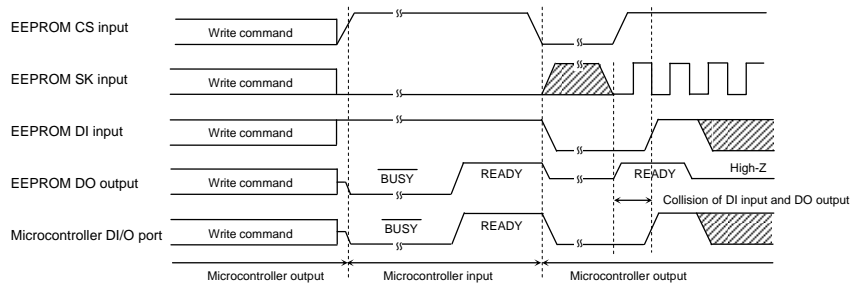 EEPROM CS input
Write command
EEPROM SK input
Write command
EEPROM DI input
Write command
EEPROM DO output
Write command
BUSY
READY
READY
High-Z
Collision of DI input and DO output
Microcontroller DI/O port
Write command
BUSY
READY
Microcontroller output
Microcontroller input
Microcontroller output